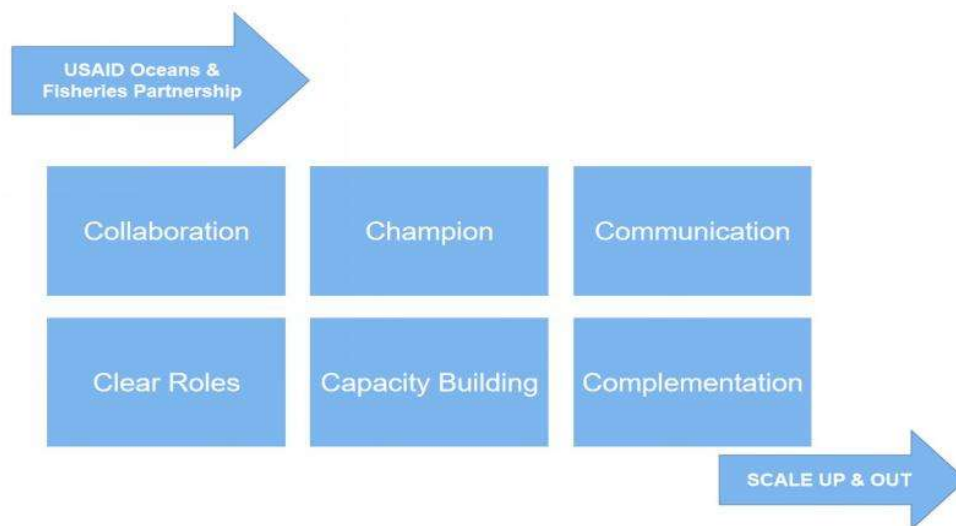 USAID Oceans &
Fisheries Partnership
Collaboration
Champion
Communication
Clear Roles
Capacity Building
Complementation
SCALE UP & OUT